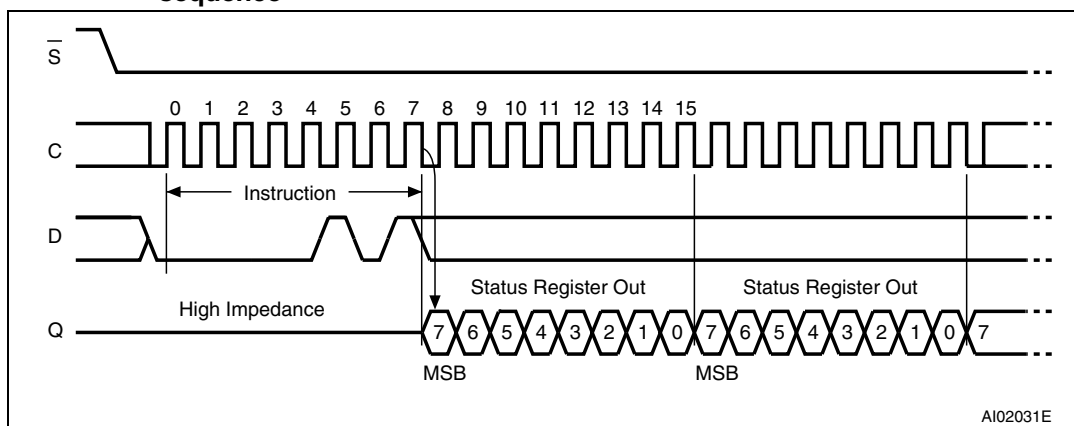 sequence
S
0 1 2 3 4 5 6 7 8 9 10 11 12 13 14 15
C
Instruction
D
Status Register Out Status Register Out
High Impedance
Q 7 6 5 4 3 2 1 0 7 6 5 4 3 2 1 0 7
MSB MSB
AI02031E